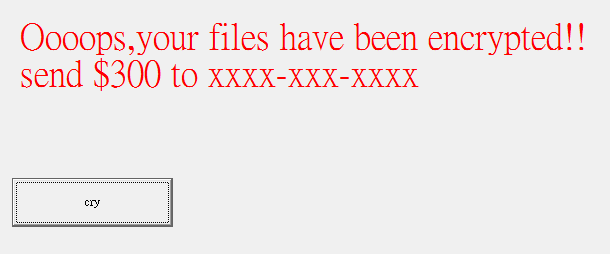 Oooops,your files have been encrypted!!
send $300 to xxxx-xxx-xxxx
cry